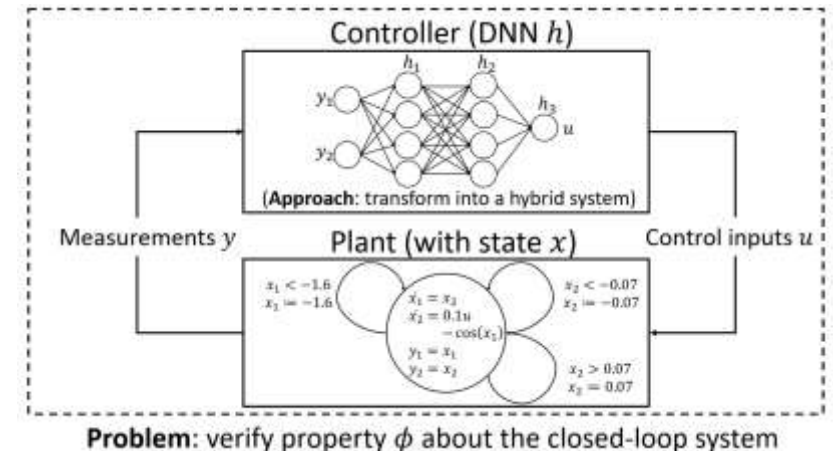 Controller (DNN ℎ)
ℎ₁
ℎ₂
y₁
ℎ₃
u
y₂
(Approach: transform into a hybrid system)
Measurements y
Control inputs u
Plant (with state x)
x₁ < −1.6
x₁ ≔ −1.6
x₂ < −0.07
x₂ ≔ −0.07
ẋ₁ = x₂
ẋ₂ = 0.1u
− cos(x₁)
y₁ = x₁
y₂ = x₂
x₂ > 0.07
x₂ = 0.07
Problem: verify property ϕ about the closed-loop system